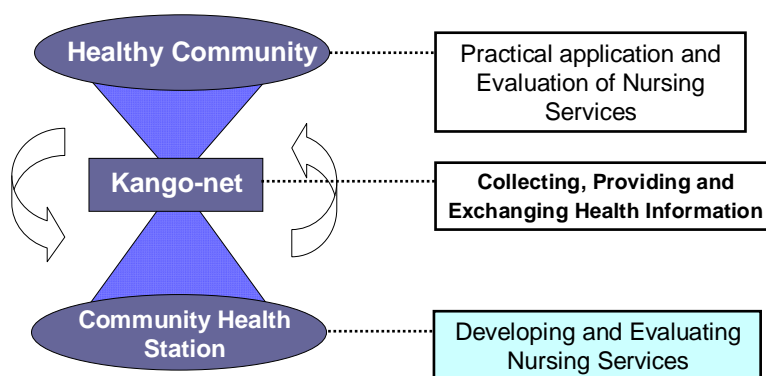 Healthy Community
Practical application and
Evaluation of Nursing
Services
Kango-net
Collecting, Providing and
Exchanging Health Information
Community Health
Station
Developing and Evaluating
Nursing Services